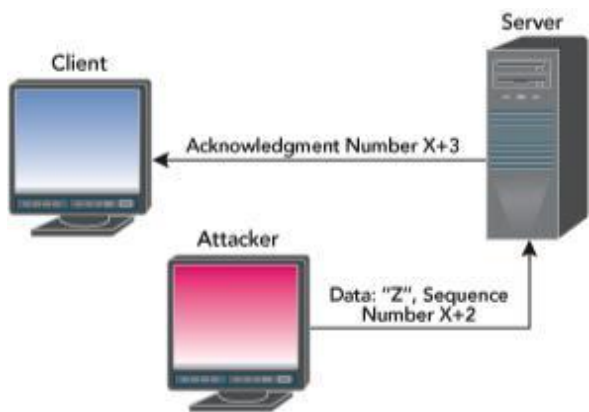 Server
Client
Acknowledgment Number X+3
Attacker
Data: "Z", Sequence
Number X+2